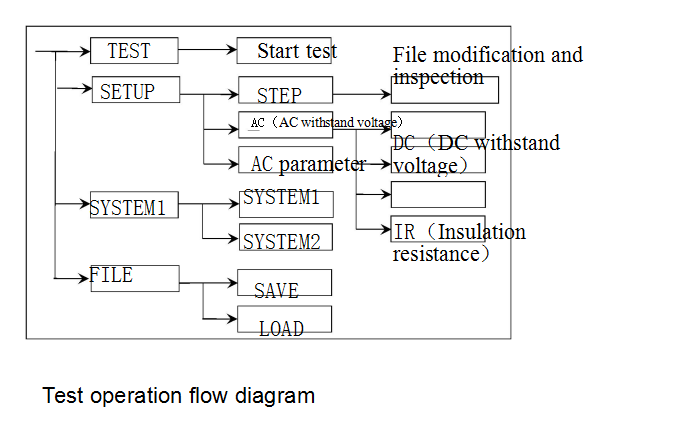 TEST
Start test
File modification and
inspection
SETUP
STEP
AC（AC withstand voltage）
DC（DC withstand
voltage）
AC parameter
SYSTEM1
SYSTEM1
SYSTEM2
IR（Insulation
resistance）
FILE
SAVE
LOAD
Test operation flow diagram